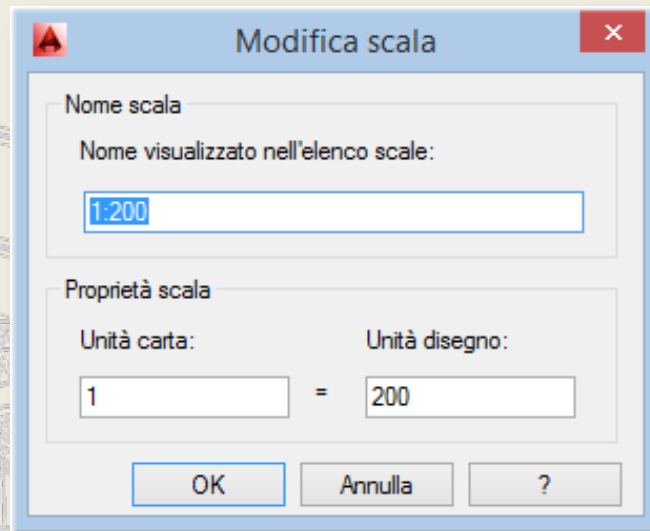 Modifica scala
Nome scala
Nome visualizzato nell'elenco scale:
1:200
Proprietà scala
Unità carta: Unità disegno:
1 = 200
OK Annulla ?